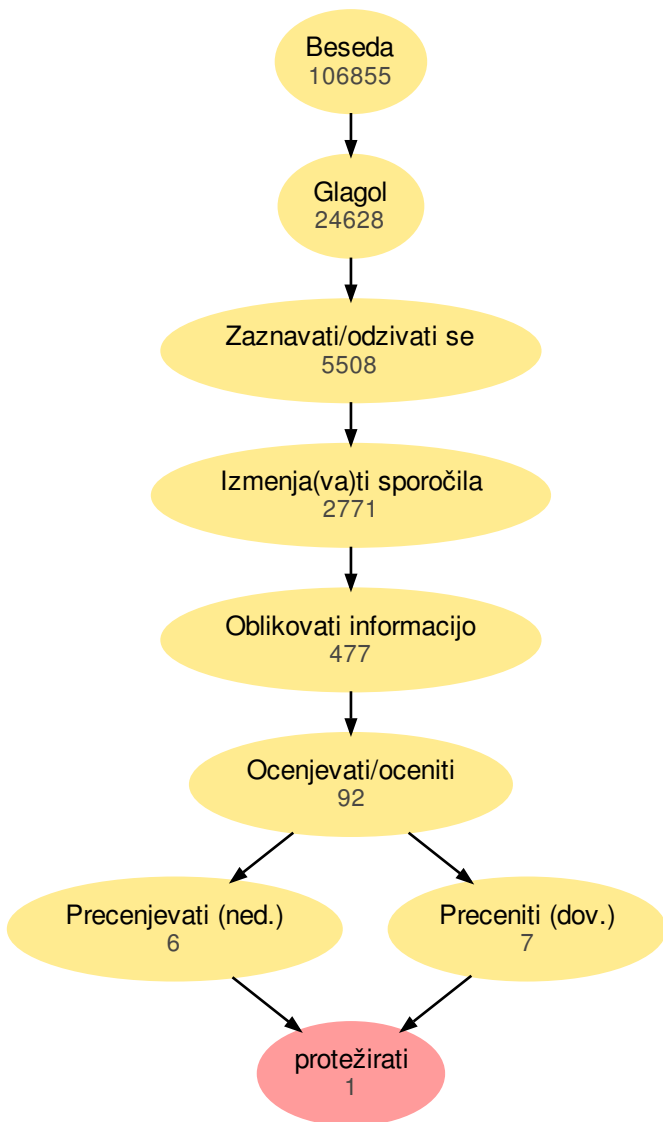 Beseda
106855
Glagol
24628
Zaznavati/odzivati se
5508
Izmenja(va)ti sporočila
2771
Oblikovati informacijo
477
Ocenjevati/oceniti
92
Precenjevati (ned.)
6
Preceniti (dov.)
7
protežirati
1